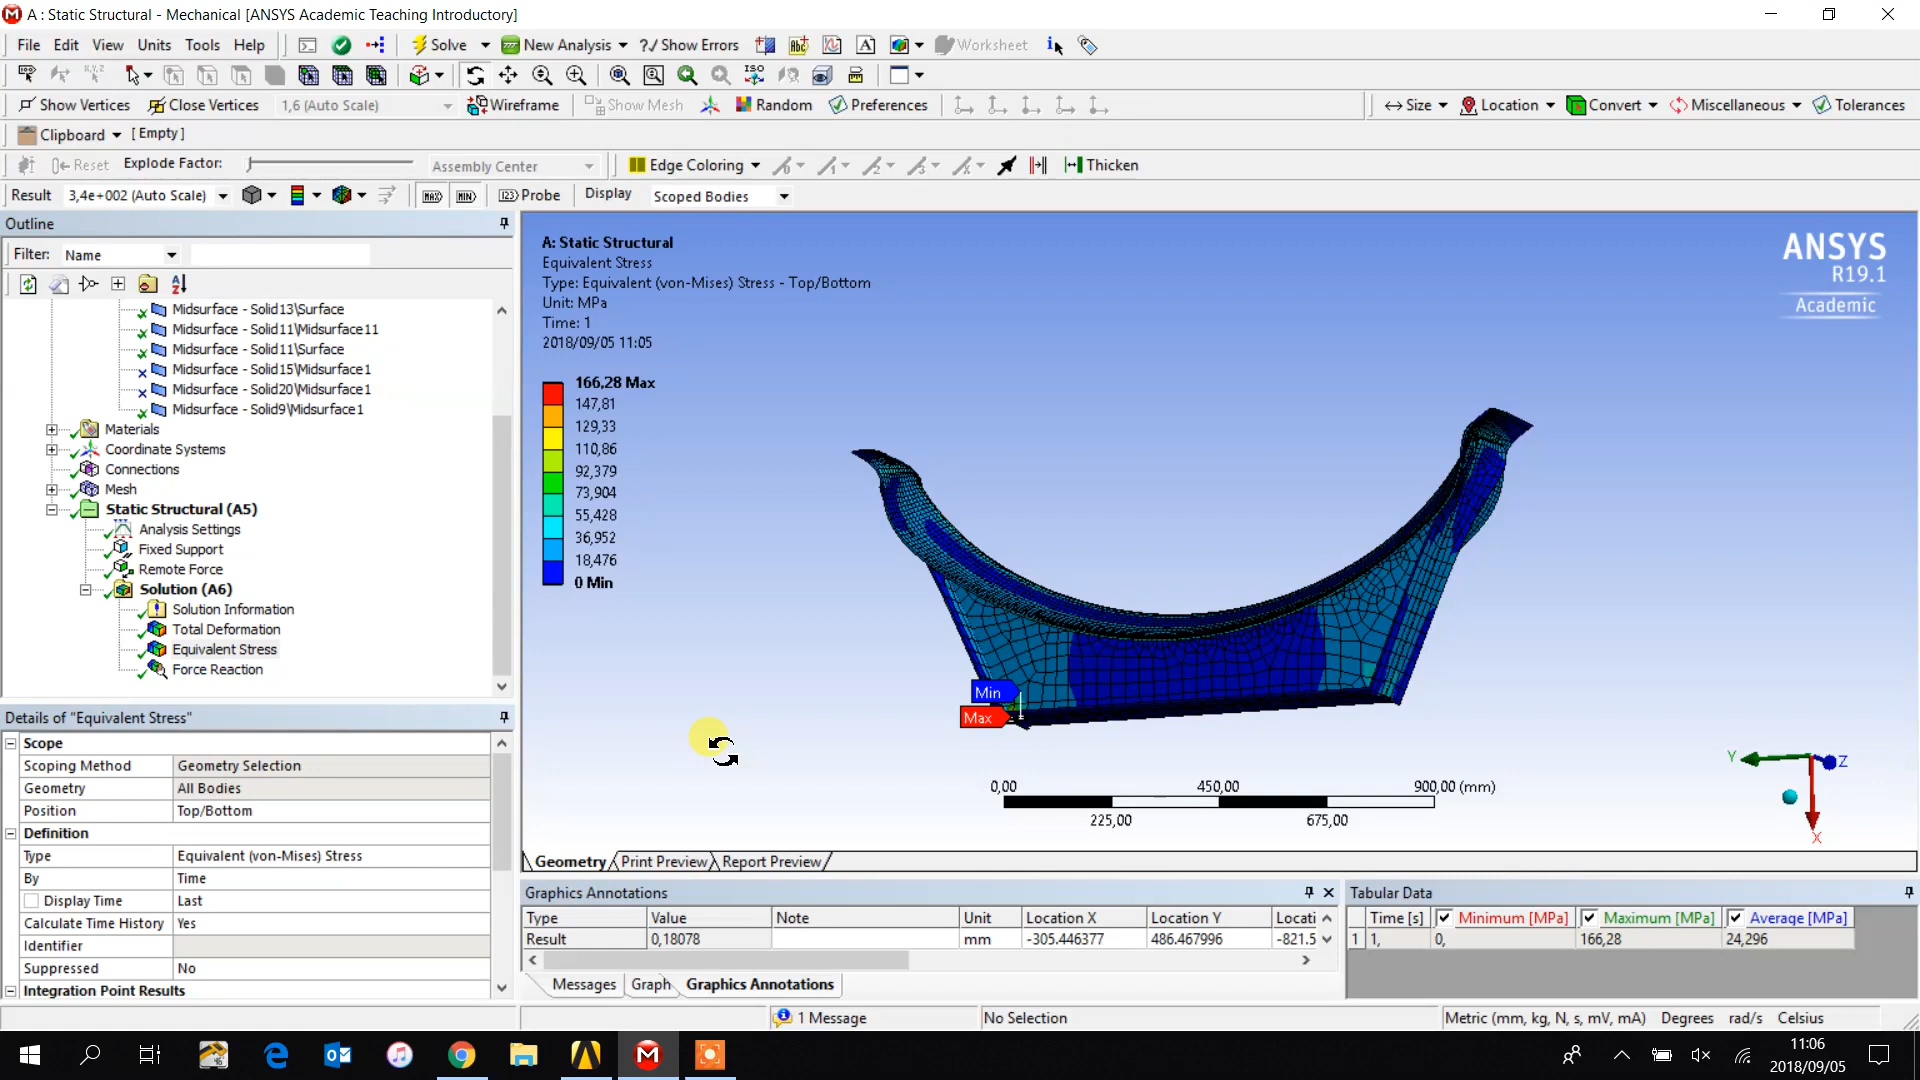 A : Static Structural - Mechanical [ANSYS Academic Teaching Introductory]
File Edit View Units Tools Help Solve New Analysis ?/ Show Errors Worksheet
ISO
Show Vertices Close Vertices 1,6 (Auto Scale) Wireframe Show Mesh Random Preferences Size Location Convert Miscellaneous Tolerances
Clipboard [ Empty ]
Reset Explode Factor: Assembly Center Edge Coloring Thicken
Result 3,4e+002 (Auto Scale) MAX MIN Probe Display Scoped Bodies
Outline
Filter: Name
Midsurface - Solid13\Surface
Midsurface - Solid11\Midsurface11
Midsurface - Solid11\Surface
Midsurface - Solid15\Midsurface1
Midsurface - Solid20\Midsurface1
Midsurface - Solid9\Midsurface1
Materials
Coordinate Systems
Connections
Mesh
Static Structural (A5)
Analysis Settings
Fixed Support
Remote Force
Solution (A6)
Solution Information
Total Deformation
Equivalent Stress
Force Reaction
Details of "Equivalent Stress"
Scope
Scoping Method Geometry Selection
Geometry All Bodies
Position Top/Bottom
Definition
Type Equivalent (von-Mises) Stress
By Time
Display Time Last
Calculate Time History Yes
Identifier
Suppressed No
Integration Point Results
A: Static Structural
Equivalent Stress
Type: Equivalent (von-Mises) Stress - Top/Bottom
Unit: MPa
Time: 1
2018/09/05 11:05
166,28 Max
147,81
129,33
110,86
92,379
73,904
55,428
36,952
18,476
0 Min
ANSYS
R19.1
Academic
Min
Max
0,00 450,00 900,00 (mm)
225,00 675,00
Y Z
X
Geometry Print Preview Report Preview
Graphics Annotations
Type Value Note Unit Location X Location Y Locati
Result 0,18078 mm -305.446377 486.467996 -821.5
Messages Graph Graphics Annotations
Tabular Data
Time [s] Minimum [MPa] Maximum [MPa] Average [MPa]
1 1, 0, 166,28 24,296
1 Message No Selection Metric (mm, kg, N, s, mV, mA) Degrees rad/s Celsius
11:06
2018/09/05